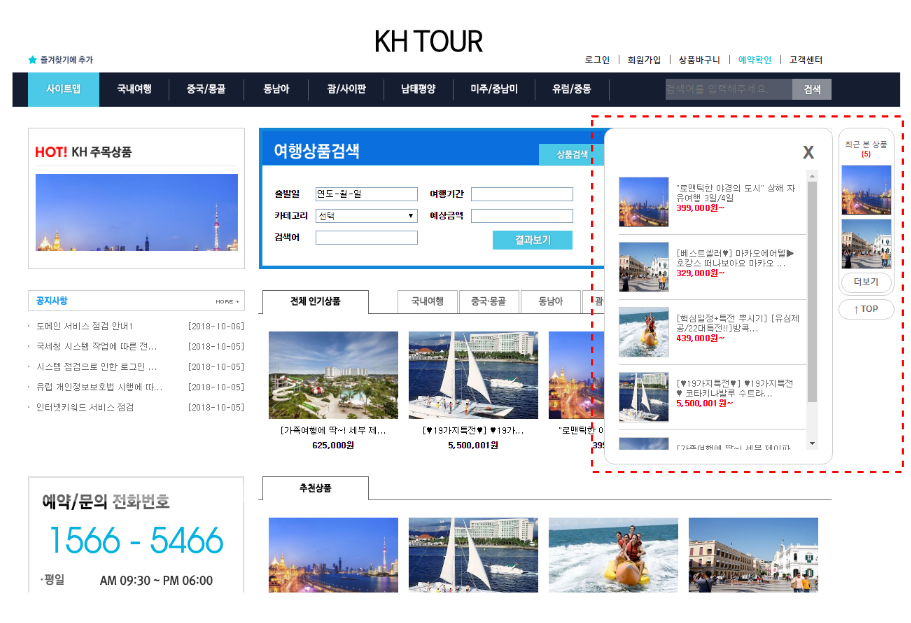 KH TOUR
즐겨찾기에 추가
로그인 | 회원가입 | 상품바구니 | 예약확인 | 고객센터
사이트맵 국내여행 중국/몽골 동남아 괌/사이판 남태평양 미주/중남미 유럽/중동 검색어를 입력해주세요. 검색
HOT! KH 주목상품
여행상품검색
상품검색
출발일 연도-월-일 여행기간
카테고리 선택 예상금액
검색어
결과보기
X
"로맨틱한 야경의 도시" 상해 자
유여행 3일/4일
399,000원~
[베스트셀러♥] 마카오에어텔▶
호캉스 떠나보아요 마카오 ...
329,000원~
[핵심일정+특전 뿌시기] [유심제
공/22대특전!!]방콕...
439,000원~
[♥19가지특전♥] ♥19가지특전
♥ 코타키나발루 수트라...
5,500,001원~
[가족여행에 딱~! 세부 제이파
최근 본 상품
(5)
더보기
↑ TOP
공지사항
MORE +
· 도메인 서비스 점검 안내1 [2018-10-06]
· 국세청 시스템 작업에 따른 전... [2018-10-05]
· 시스템 점검으로 인한 로그인 ... [2018-10-05]
· 유럽 개인정보보호법 시행에 따... [2018-10-05]
· 인터넷키워드 서비스 점검 [2018-10-05]
전체 인기상품 국내여행 중국·몽골 동남아 괌
[가족여행에 딱~! 세부 제...
625,000원
[♥19가지특전♥] ♥19가...
5,500,001원
"로맨틱한 야
399
예약/문의 전화번호
1566 - 5466
·평일 AM 09:30 ~ PM 06:00
추천상품